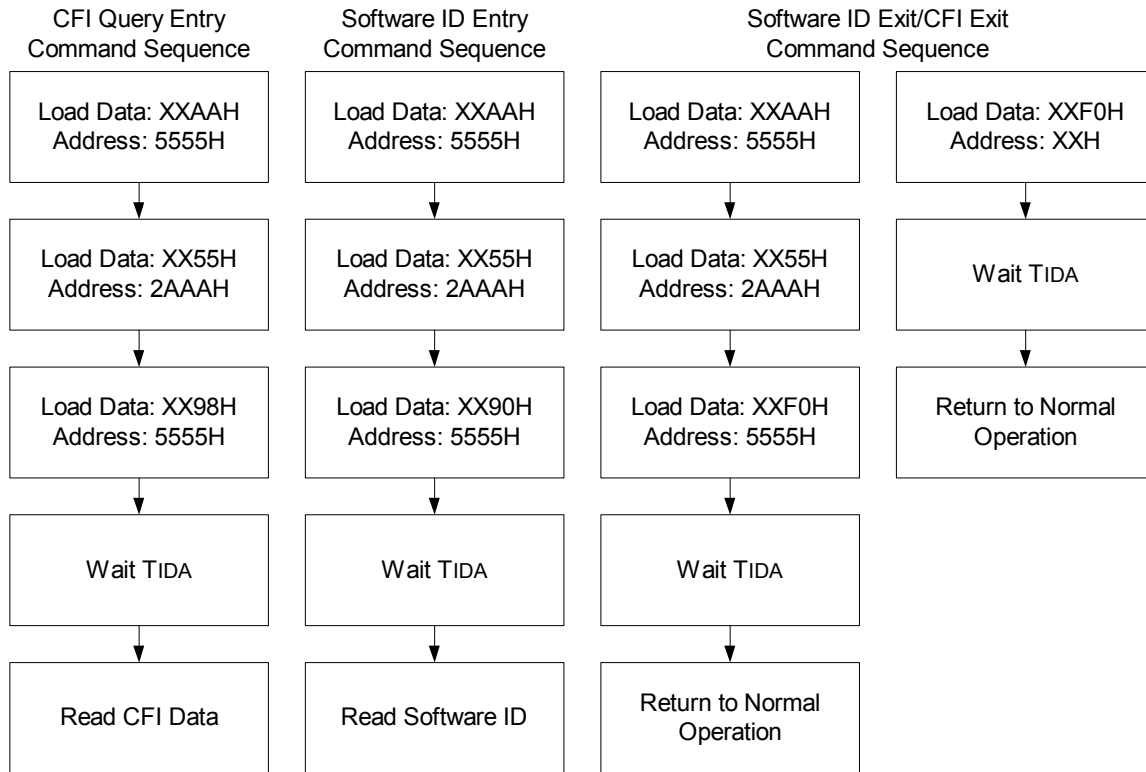 CFI Query Entry
Command Sequence
Load Data: XXAAH
Address: 5555H
Load Data: XX55H
Address: 2AAAH
Load Data: XX98H
Address: 5555H
Wait TIDA
Read CFI Data
Software ID Entry
Command Sequence
Load Data: XXAAH
Address: 5555H
Load Data: XX55H
Address: 2AAAH
Load Data: XX90H
Address: 5555H
Wait TIDA
Read Software ID
Software ID Exit/CFI Exit
Command Sequence
Load Data: XXAAH
Address: 5555H
Load Data: XX55H
Address: 2AAAH
Load Data: XXF0H
Address: 5555H
Wait TIDA
Return to Normal
Operation
Load Data: XXF0H
Address: XXH
Wait TIDA
Return to Normal
Operation